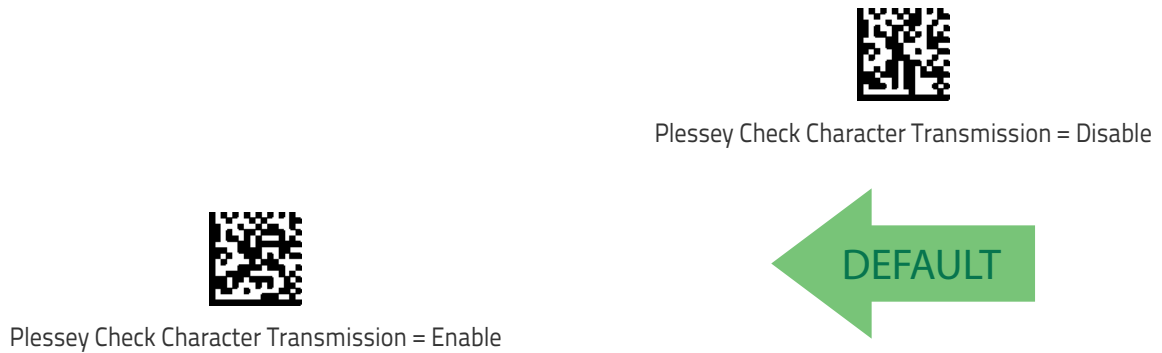 Plessey Check Character Transmission = Disable
DEFAULT
Plessey Check Character Transmission = Enable